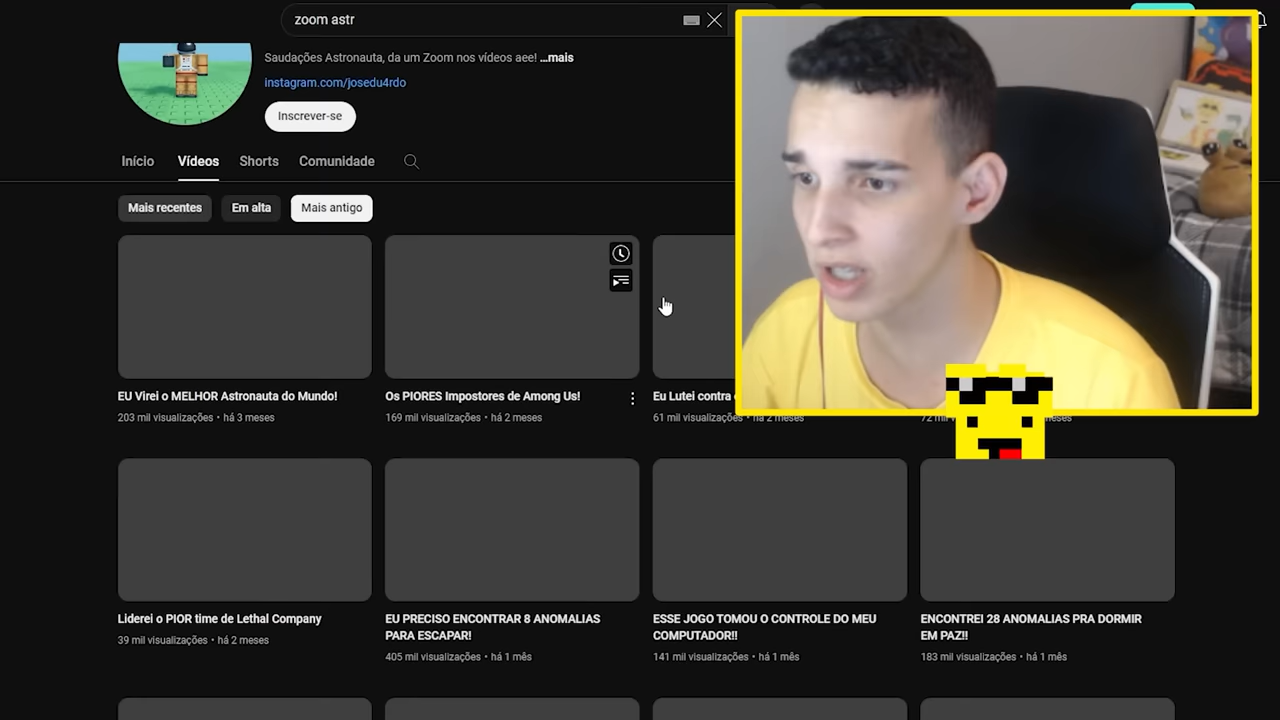 zoom astr
Saudações Astronauta, da um Zoom nos vídeos aee! ...mais
instagram.com/josedu4rdo
Inscrever-se
Início Vídeos Shorts Comunidade
Mais recentes Em alta Mais antigo
EU Virei o MELHOR Astronauta do Mundo!
203 mil visualizações • há 3 meses
Os PIORES Impostores de Among Us!
169 mil visualizações • há 2 meses
Eu Lutei contra
61 mil visualizações • há 2 meses
72 mil
meses
Liderei o PIOR time de Lethal Company
39 mil visualizações • há 2 meses
EU PRECISO ENCONTRAR 8 ANOMALIAS
PARA ESCAPAR!
405 mil visualizações • há 1 mês
ESSE JOGO TOMOU O CONTROLE DO MEU
COMPUTADOR!!
141 mil visualizações • há 1 mês
ENCONTREI 28 ANOMALIAS PRA DORMIR
EM PAZ!!
183 mil visualizações • há 1 mês